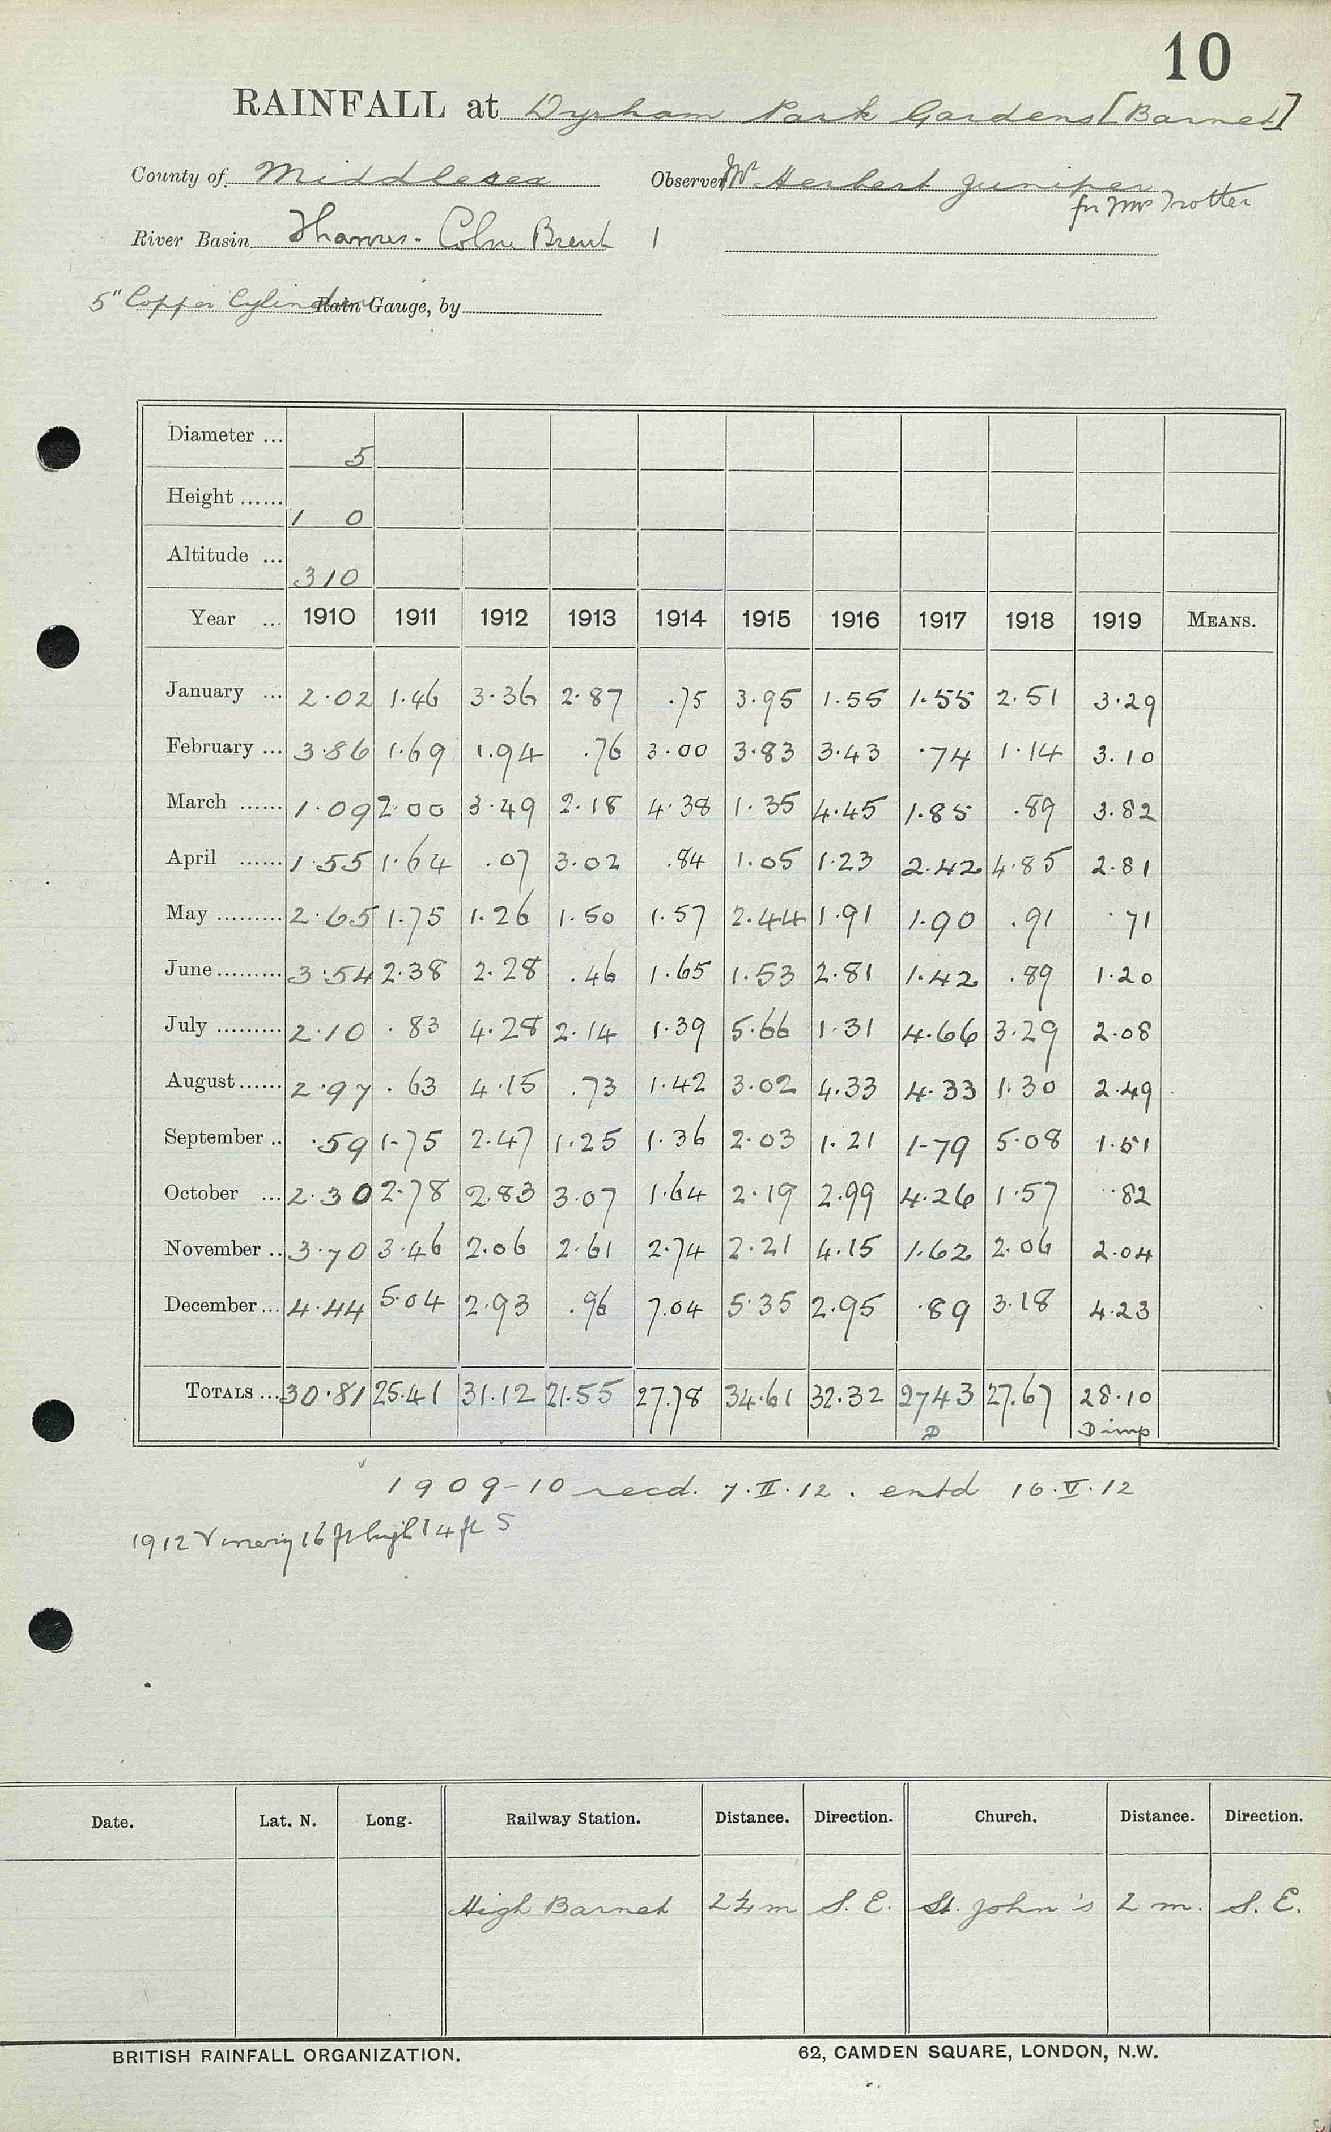 10
RAINFALL at Dyrham Park Gardens [Barnet]
County of Middlesex Observer Mr Herbert Juniper
for Mrs Trotter
River Basin Thames. Colne Brent 1
5" Copper Cylinder Rain Gauge, by
Diameter ... 5
Height ...... 1 0
Altitude ... 310
Year ... 1910 1911 1912 1913 1914 1915 1916 1917 1918 1919 MEANS.
January ... 2.02 1.46 3.36 2.87 .75 3.95 1.55 1.55 2.51 3.29
February ... 3.86 1.69 1.94 .76 3.00 3.83 3.43 .74 1.14 3.10
March ...... 1.09 2.00 3.49 2.18 4.38 1.35 4.45 1.85 .89 3.82
April ...... 1.55 1.64 .07 3.02 .84 1.05 1.23 2.42 4.85 2.81
May ......... 2.65 1.75 1.26 1.50 1.57 2.44 1.91 1.90 .91 .71
June ......... 3.54 2.38 2.28 .46 1.65 1.53 2.81 1.42 .89 1.20
July ......... 2.10 .83 4.28 2.14 1.39 5.66 1.31 4.66 3.29 2.08
August ...... 2.97 .63 4.15 .73 1.42 3.02 4.33 4.33 1.30 2.49
September .. .59 1.75 2.47 1.25 1.36 2.03 1.21 1.79 5.08 1.51
October ... 2.30 2.78 2.83 3.07 1.64 2.19 2.99 4.26 1.57 .82
November .. 3.70 3.46 2.06 2.61 2.74 2.21 4.15 1.62 2.06 2.04
December ... 4.44 5.04 2.93 .96 7.04 5.35 2.95 .89 3.18 4.23
TOTALS ... 30.81 25.41 31.12 21.55 27.78 34.61 32.32 27.43 27.67 28.10
D Dimp
1909-10 recd. 7.II.12. entd 16.V.12
1912 Vinery 16 ft high 14 ft S
Date. Lat. N. Long. Railway Station. Distance. Direction. Church. Distance. Direction.
High Barnet 2¼ m S. E. St. John's 2 m. S. E.
BRITISH RAINFALL ORGANIZATION. 62, CAMDEN SQUARE, LONDON, N.W.